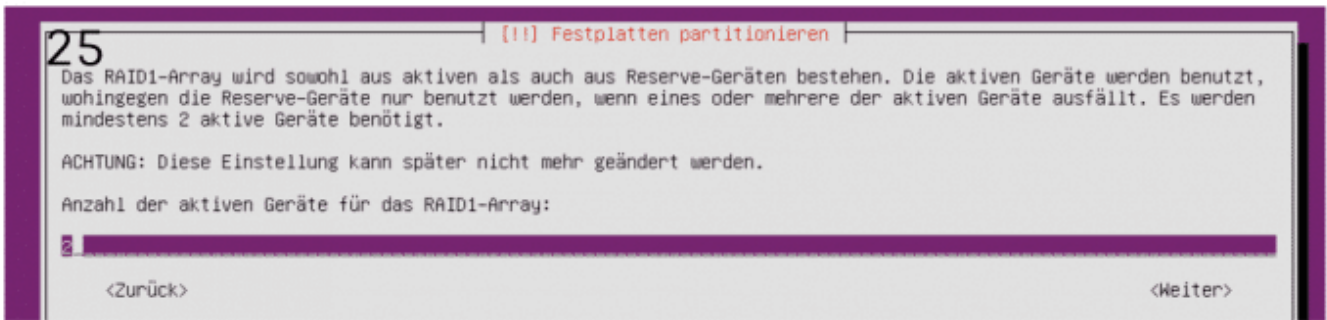 [!!] Festplatten partitionieren
25
Das RAID1-Array wird sowohl aus aktiven als auch aus Reserve-Geräten bestehen. Die aktiven Geräte werden benutzt,
wohingegen die Reserve-Geräte nur benutzt werden, wenn eines oder mehrere der aktiven Geräte ausfällt. Es werden
mindestens 2 aktive Geräte benötigt.
ACHTUNG: Diese Einstellung kann später nicht mehr geändert werden.
Anzahl der aktiven Geräte für das RAID1-Array:
2
<Zurück> <Weiter>